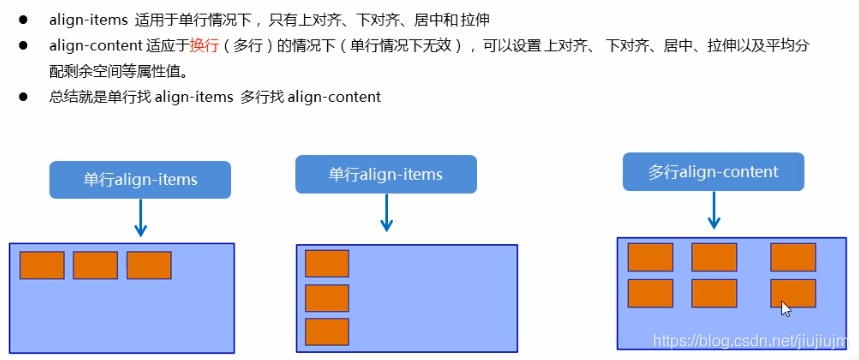 ● align-items 适用于单行情况下，只有上对齐、下对齐、居中和 拉伸
● align-content 适应于换行（多行）的情况下（单行情况下无效），可以设置 上对齐、 下对齐、居中、拉伸以及平均分
配剩余空间等属性值。
● 总结就是单行找 align-items 多行找 align-content
单行align-items
单行align-items
多行align-content
https://blog.csdn.net/jiujiujm